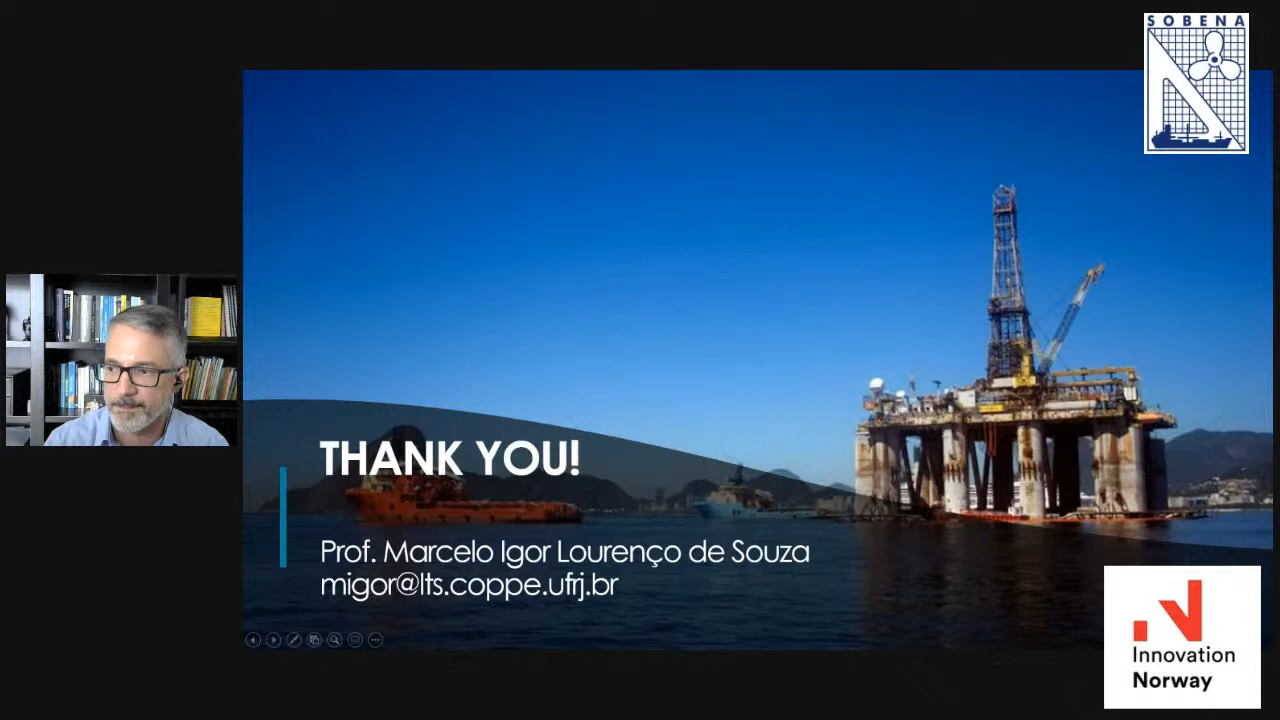 SOBENA
THANK YOU!
Prof. Marcelo Igor Lourenço de Souza
migor@lts.coppe.ufrj.br
Innovation
Norway